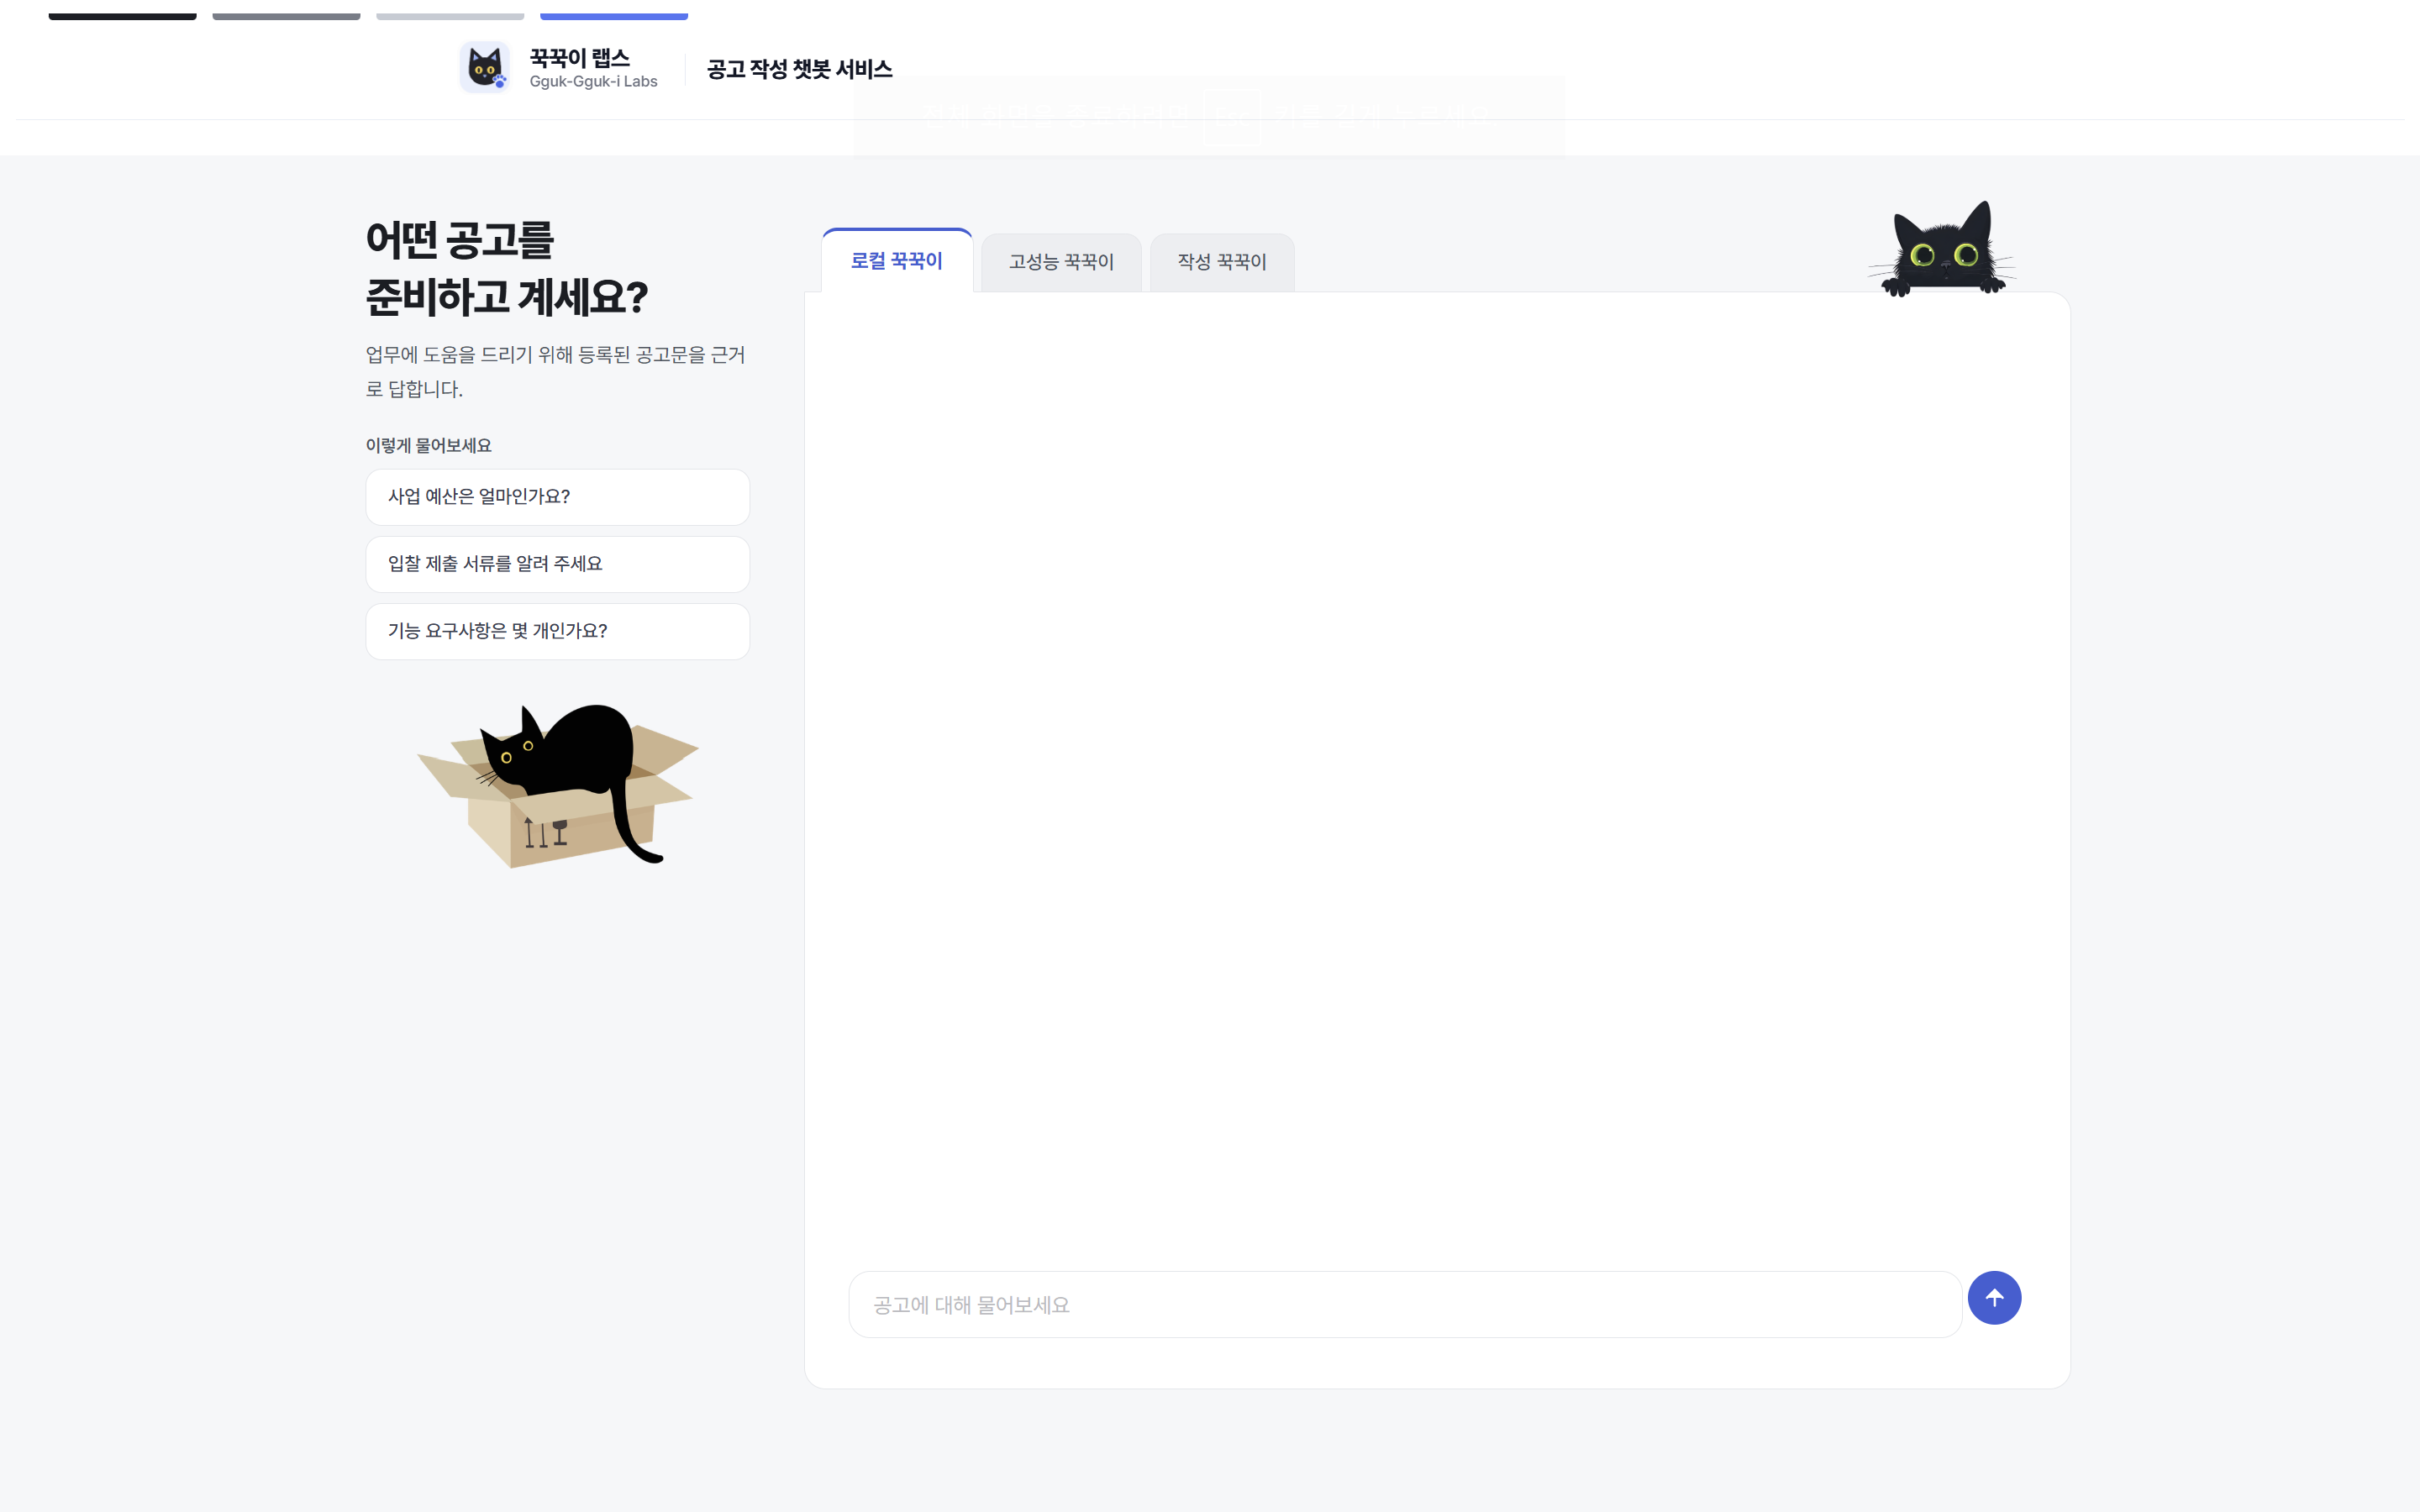 꾹꾹이 랩스
Gguk-Gguk-i Labs
공고 작성 챗봇 서비스
어떤 공고를
준비하고 계세요?
업무에 도움을 드리기 위해 등록된 공고문을 근거
로 답합니다.
이렇게 물어보세요
사업 예산은 얼마인가요?
입찰 제출 서류를 알려 주세요
기능 요구사항은 몇 개인가요?
로컬 꾹꾹이
고성능 꾹꾹이
작성 꾹꾹이
공고에 대해 물어보세요